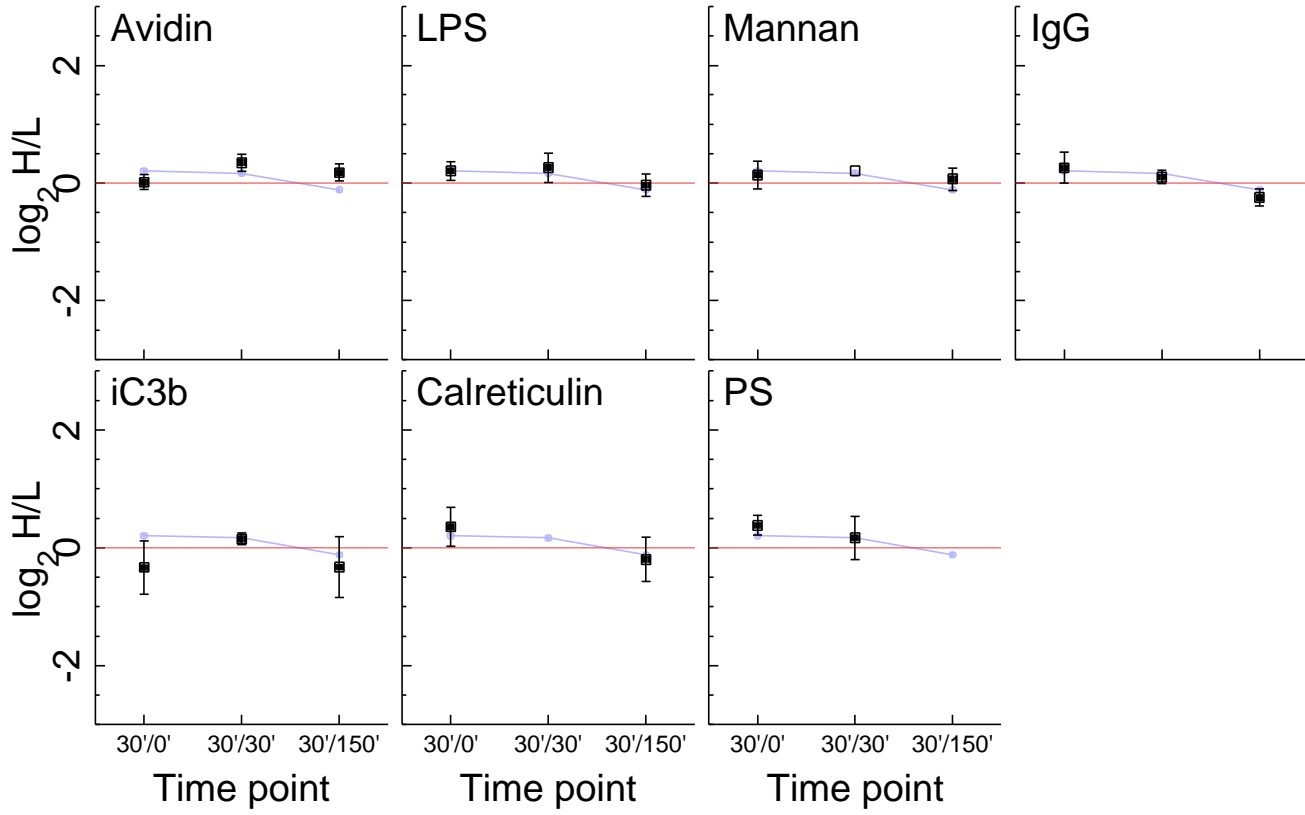 Avidin LPS Mannan IgG
2
0
-2
log2 H/L
iC3b Calreticulin PS
2
0
-2
log2 H/L
30'/0' 30'/30' 30'/150' 30'/0' 30'/30' 30'/150' 30'/0' 30'/30' 30'/150'
Time point Time point Time point